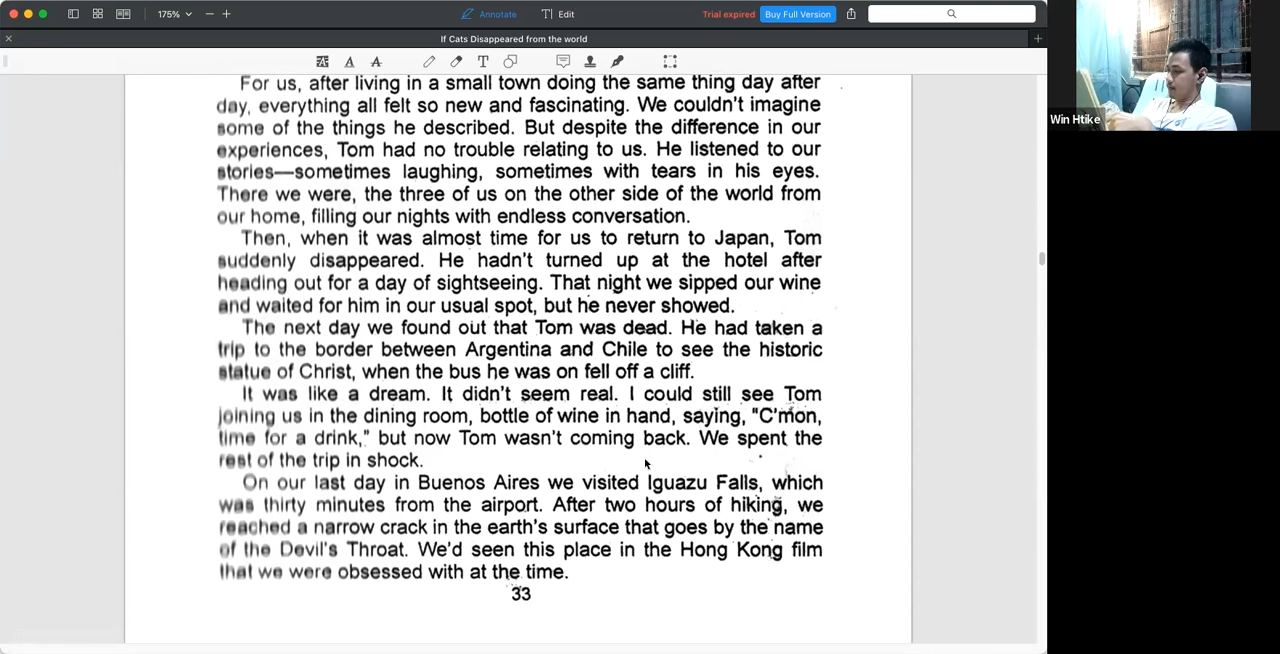 175%
Annotate
Edit
Trial expired
Buy Full Version
If Cats Disappeared from the world
For us, after living in a small town doing the same thing day after
day, everything all felt so new and fascinating. We couldn't imagine
some of the things he described. But despite the difference in our
experiences, Tom had no trouble relating to us. He listened to our
stories—sometimes laughing, sometimes with tears in his eyes.
There we were, the three of us on the other side of the world from
our home, filling our nights with endless conversation.
Then, when it was almost time for us to return to Japan, Tom
suddenly disappeared. He hadn't turned up at the hotel after
heading out for a day of sightseeing. That night we sipped our wine
and waited for him in our usual spot, but he never showed.
The next day we found out that Tom was dead. He had taken a
trip to the border between Argentina and Chile to see the historic
statue of Christ, when the bus he was on fell off a cliff.
It was like a dream. It didn't seem real. I could still see Tom
joining us in the dining room, bottle of wine in hand, saying, "C'mon,
time for a drink," but now Tom wasn't coming back. We spent the
rest of the trip in shock.
On our last day in Buenos Aires we visited Iguazu Falls, which
was thirty minutes from the airport. After two hours of hiking, we
reached a narrow crack in the earth's surface that goes by the name
of the Devil's Throat. We'd seen this place in the Hong Kong film
that we were obsessed with at the time.
33
Win Htike